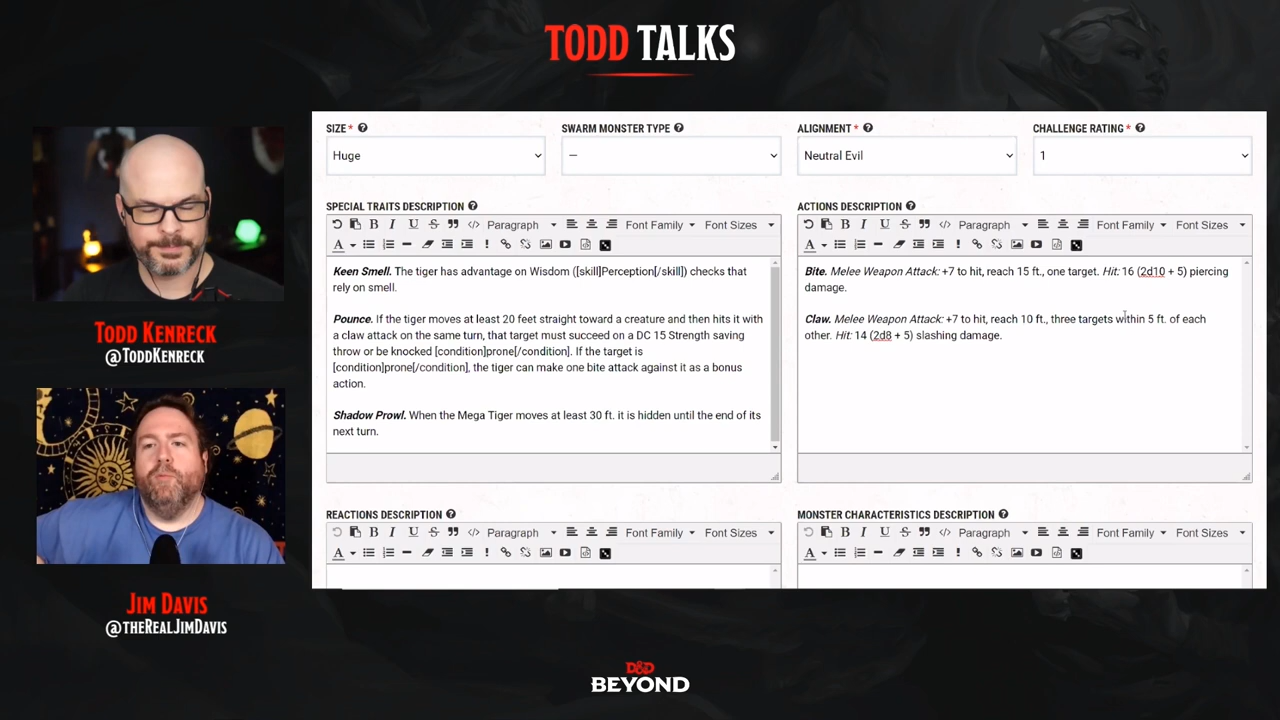 TODD TALKS
SIZE * SWARM MONSTER TYPE ALIGNMENT * CHALLENGE RATING *
Huge — Neutral Evil 1
SPECIAL TRAITS DESCRIPTION
Paragraph Font Family Font Sizes
Keen Smell. The tiger has advantage on Wisdom ([skill]Perception[/skill]) checks that
rely on smell.
Pounce. If the tiger moves at least 20 feet straight toward a creature and then hits it with
a claw attack on the same turn, that target must succeed on a DC 15 Strength saving
throw or be knocked [condition]prone[/condition]. If the target is
[condition]prone[/condition], the tiger can make one bite attack against it as a bonus
action.
Shadow Prowl. When the Mega Tiger moves at least 30 ft. it is hidden until the end of its
next turn.
ACTIONS DESCRIPTION
Paragraph Font Family Font Sizes
Bite. Melee Weapon Attack: +7 to hit, reach 15 ft., one target. Hit: 16 (2d10 + 5) piercing
damage.
Claw. Melee Weapon Attack: +7 to hit, reach 10 ft., three targets within 5 ft. of each
other. Hit: 14 (2d8 + 5) slashing damage.
REACTIONS DESCRIPTION
Paragraph Font Family Font Sizes
MONSTER CHARACTERISTICS DESCRIPTION
Paragraph Font Family Font Sizes
TODD KENRECK
@TODDKENRECK
JIM DAVIS
@THEREALJIMDAVIS
D&D
BEYOND